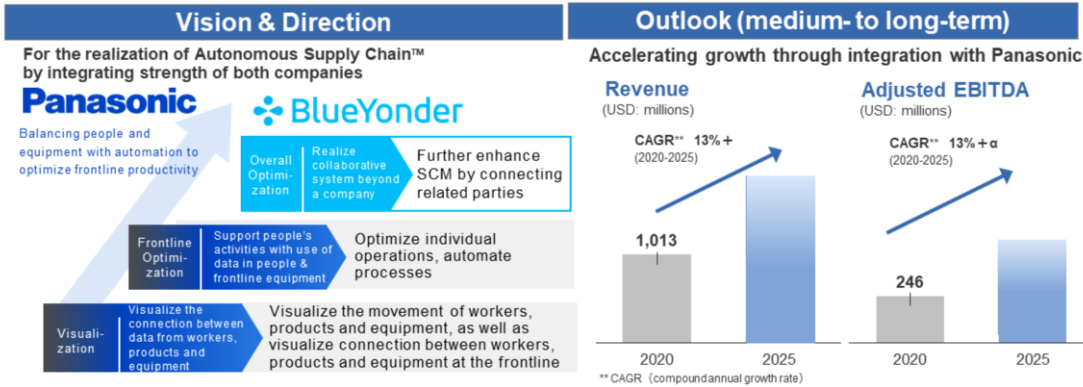 Vision & Direction
For the realization of Autonomous Supply Chain™
by integrating strength of both companies
Panasonic
Balancing people and
equipment with automation to
optimize frontline productivity
BlueYonder
Overall
Optimi-
zation
Realize
collaborative
system beyond
a company
Further enhance
SCM by connecting
related parties
Frontline
Optimi-
zation
Support people's
activities with use of
data in people &
frontline equipment
Optimize individual
operations, automate
processes
Visuali-
zation
Visualize the
connection between
data from workers,
products and
equipment
Visualize the movement of workers,
products and equipment, as well as
visualize connection between workers,
products and equipment at the frontline
Outlook (medium- to long-term)
Accelerating growth through integration with Panasonic
Revenue
(USD: millions)
CAGR** 13%+
(2020-2025)
1,013
2020
2025
Adjusted EBITDA
(USD: millions)
CAGR** 13%+α
(2020-2025)
246
2020
2025
** CAGR (compound annual growth rate)